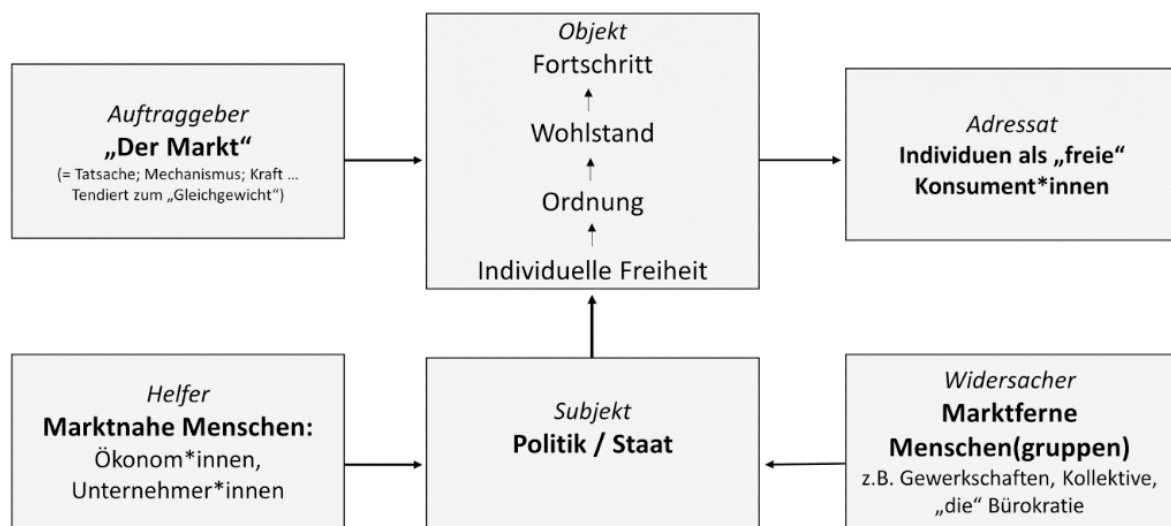 Auftraggeber
„Der Markt“
(= Tatsache; Mechanismus; Kraft ...
Tendiert zum „Gleichgewicht“)
Objekt
Fortschritt
Wohlstand
Ordnung
Individuelle Freiheit
Adressat
Individuen als „freie“
Konsument*innen
Helfer
Marktnahe Menschen:
Ökonom*innen,
Unternehmer*innen
Subjekt
Politik / Staat
Widersacher
Marktferne
Menschen(gruppen)
z.B. Gewerkschaften, Kollektive,
„die“ Bürokratie